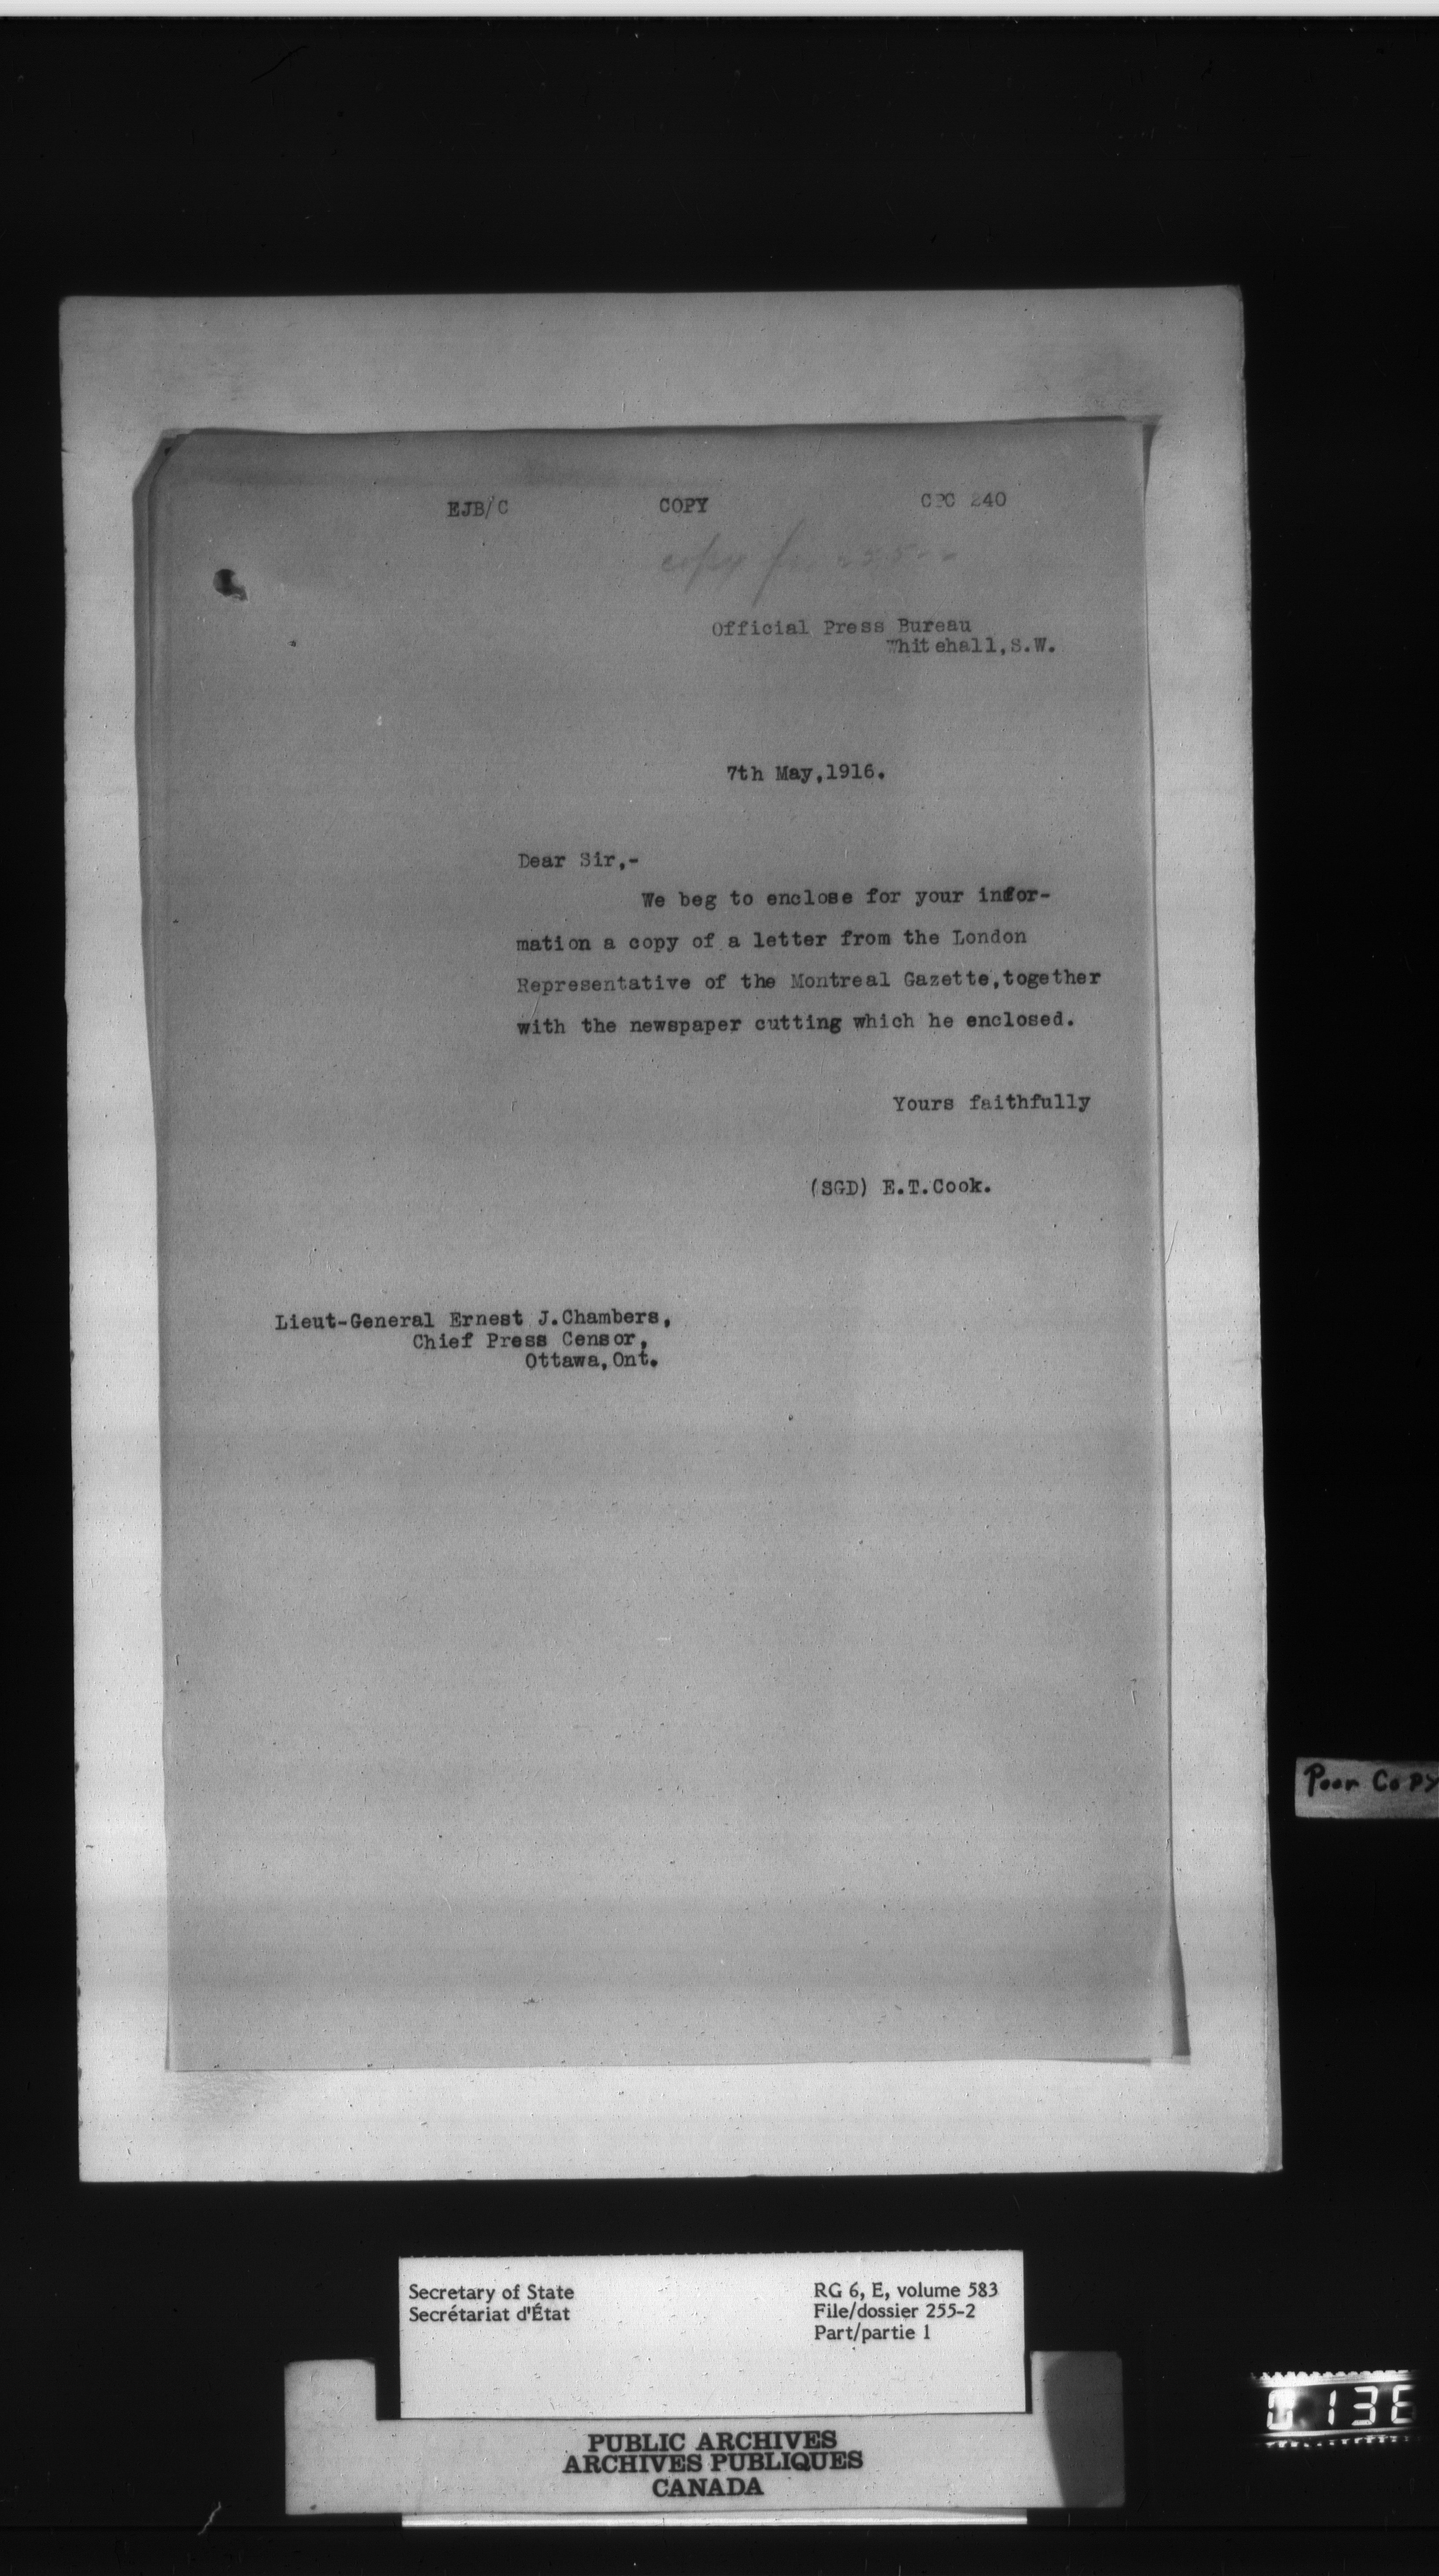 EJB/C COPY CPC 240
copy for 255-2
Official Press Bureau
Whitehall,S.W.
7th May,1916.
Dear Sir,-
We beg to enclose for your infor-
mation a copy of a letter from the London
Representative of the Montreal Gazette,together
with the newspaper cutting which he enclosed.
Yours faithfully
(SGD) E.T.Cook.
Lieut-General Ernest J.Chambers,
Chief Press Censor,
Ottawa,Ont.
Poor Copy
Secretary of State
Secrétariat d'État
RG 6, E, volume 583
File/dossier 255-2
Part/partie 1
PUBLIC ARCHIVES
ARCHIVES PUBLIQUES
CANADA